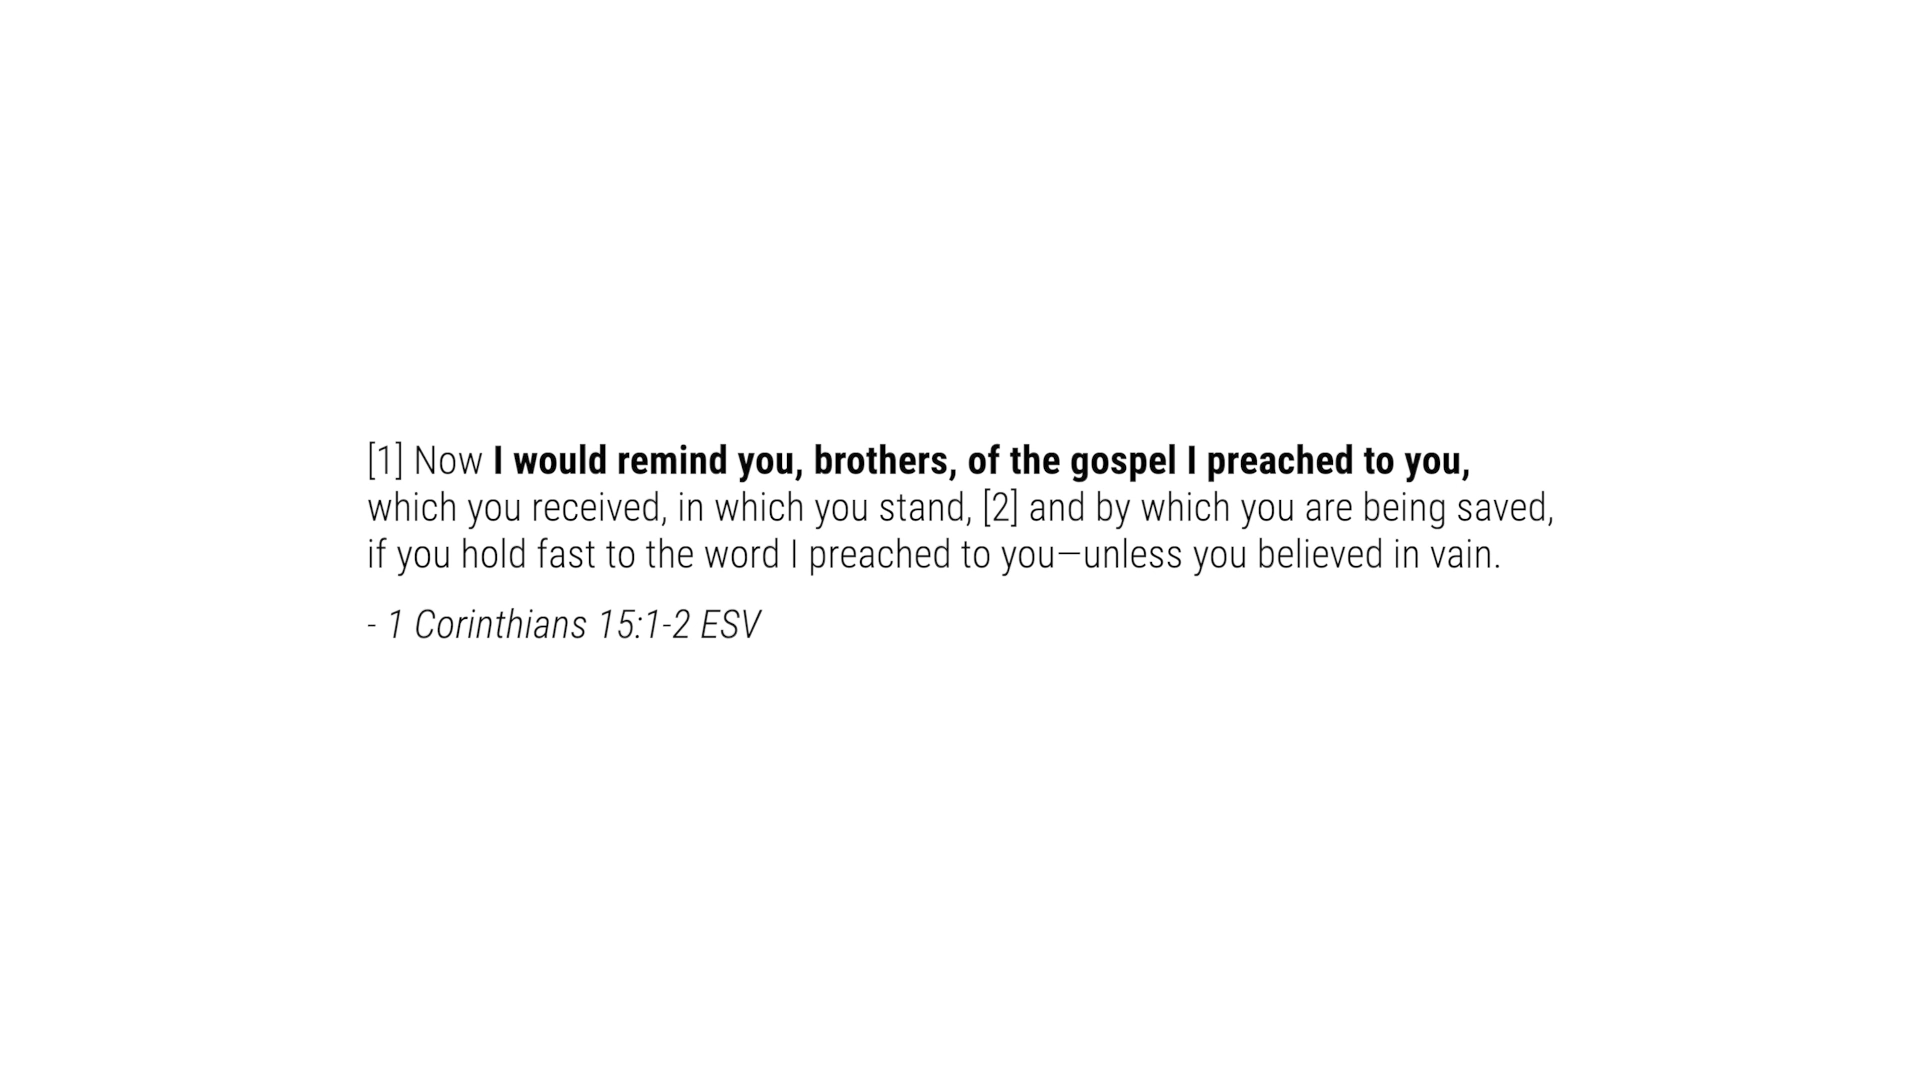 [1] Now I would remind you, brothers, of the gospel I preached to you,
which you received, in which you stand, [2] and by which you are being saved,
if you hold fast to the word I preached to you—unless you believed in vain.
- 1 Corinthians 15:1-2 ESV